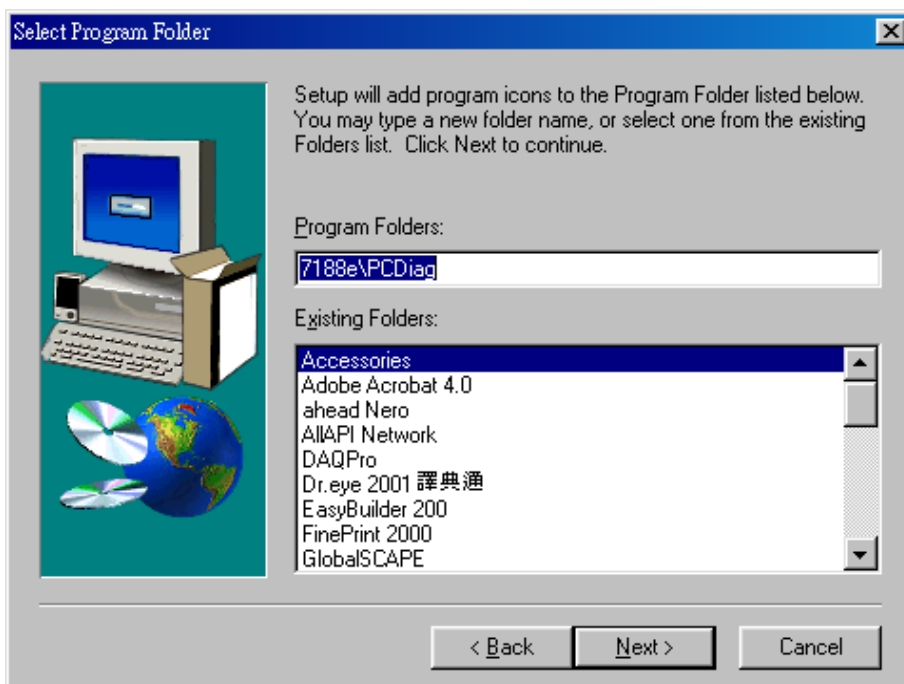 Select Program Folder
Setup will add program icons to the Program Folder listed below.
You may type a new folder name, or select one from the existing
Folders list.  Click Next to continue.
Program Folders:
7188e\PCDiag
Existing Folders:
Accessories
Adobe Acrobat 4.0
ahead Nero
AllAPI Network
DAQPro
Dr.eye 2001 譯典通
EasyBuilder 200
FinePrint 2000
GlobalSCAPE
< Back
Next >
Cancel